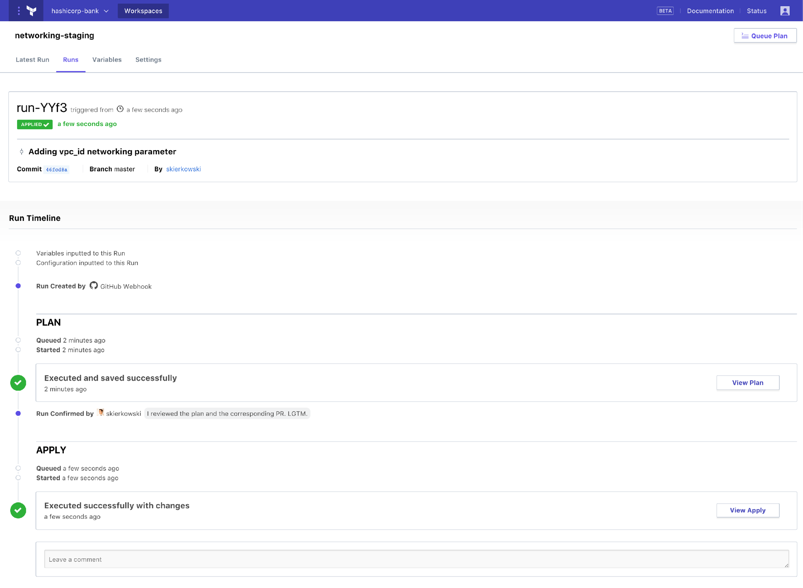 hashicorp-bank Workspaces BETA Documentation Status
networking-staging Queue Plan
Latest Run Runs Variables Settings
run-YYf3 triggered from a few seconds ago
APPLIED a few seconds ago
Adding vpc_id networking parameter
Commit Branch master By skierkowski
Run Timeline
Variables inputted to this Run
Configuration inputted to this Run
Run Created by GitHub Webhook
PLAN
Queued 2 minutes ago
Started 2 minutes ago
Executed and saved successfully
2 minutes ago
View Plan
Run Confirmed by skierkowski I reviewed the plan and the corresponding PR. LGTM.
APPLY
Queued a few seconds ago
Started a few seconds ago
Executed successfully with changes
a few seconds ago
View Apply
Leave a comment